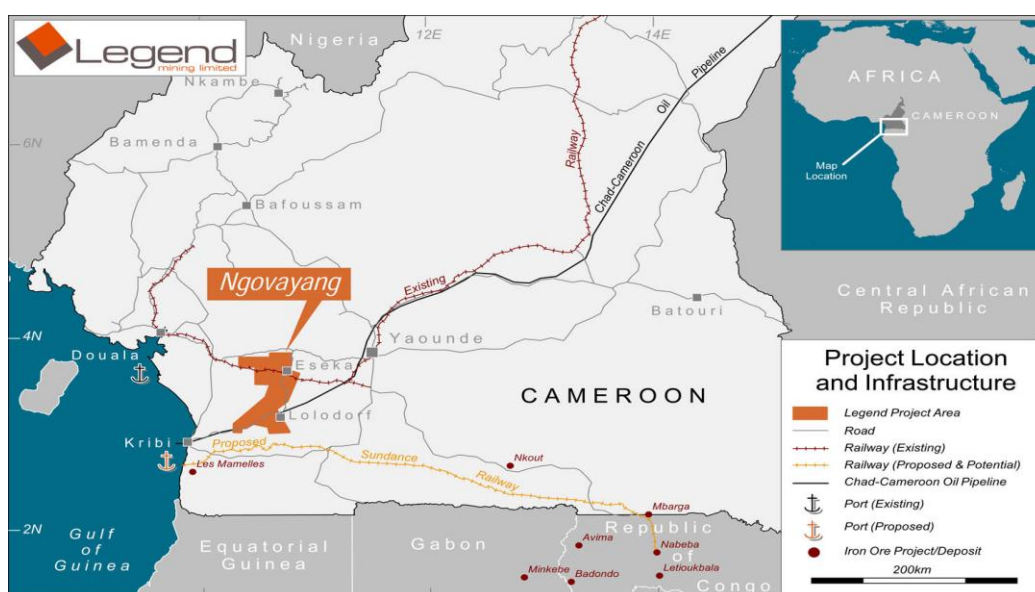 Legend
mining limited
Nigeria
12E
14E
Nkambe
Bamenda
6N
Bafoussam
Railway
Chad-Cameroon Oil Pipeline
Existing
Ngovayang
4N
Douala
Yaounde
Batouri
Eseka
CAMEROON
Lolodorf
Kribi
Proposed Sundance Railway
Les Mamelles
Nkout
Mbarga
2N
Gulf
of
Guinea
Equatorial
Guinea
Gabon
Republic
of
Congo
Avima
Nabeba
Minkebe
Badondo
Letioukbala
AFRICA
CAMEROON
Map
Location
Central African
Republic
Project Location
and Infrastructure
Legend Project Area
Road
Railway (Existing)
Railway (Proposed & Potential)
Chad-Cameroon Oil Pipeline
Port (Existing)
Port (Proposed)
Iron Ore Project/Deposit
200km